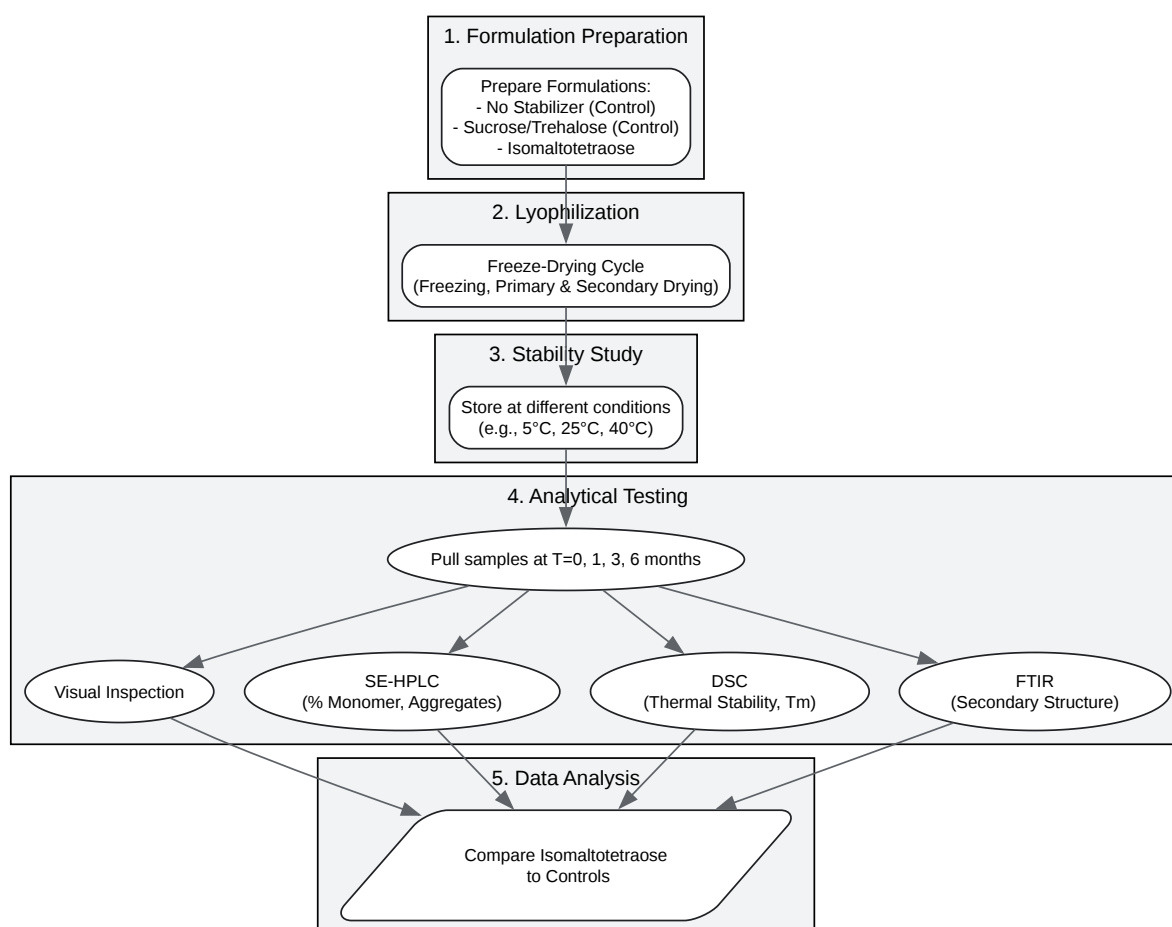 1. Formulation Preparation
Prepare Formulations:
- No Stabilizer (Control)
- Sucrose/Trehalose (Control)
- Isomaltotetraose
2. Lyophilization
Freeze-Drying Cycle
(Freezing, Primary & Secondary Drying)
3. Stability Study
Store at different conditions
(e.g., 5°C, 25°C, 40°C)
4. Analytical Testing
Pull samples at T=0, 1, 3, 6 months
Visual Inspection
SE-HPLC
(% Monomer, Aggregates)
DSC
(Thermal Stability, Tm)
FTIR
(Secondary Structure)
5. Data Analysis
Compare Isomaltotetraose
to Controls